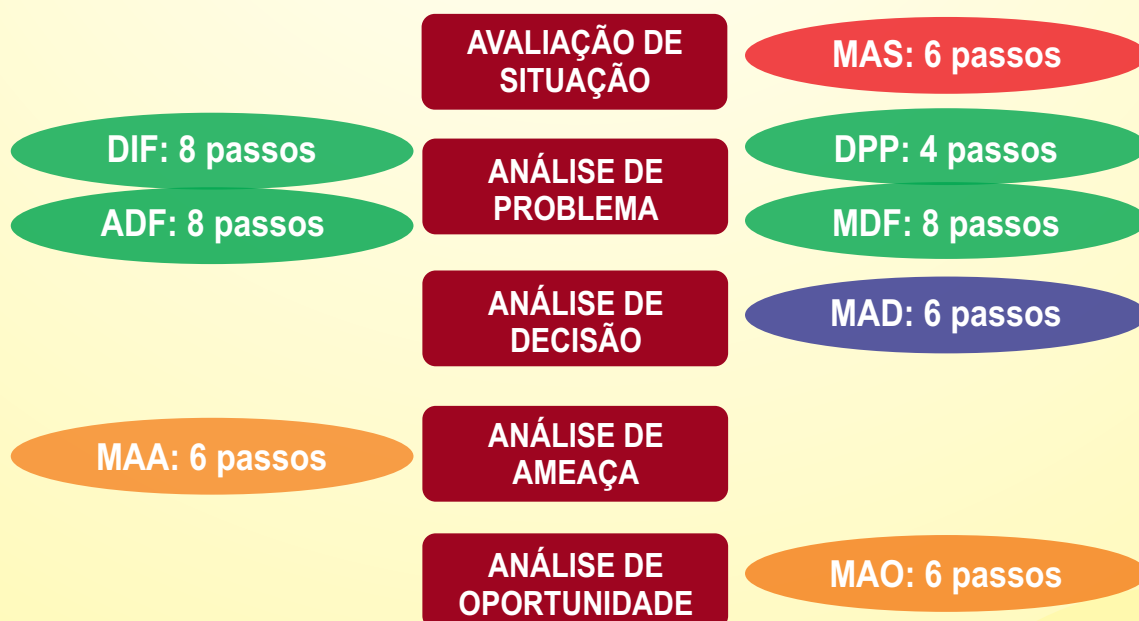 AVALIAÇÃO DE
SITUAÇÃO
MAS: 6 passos
DIF: 8 passos
ADF: 8 passos
ANÁLISE DE
PROBLEMA
DPP: 4 passos
MDF: 8 passos
ANÁLISE DE
DECISÃO
MAD: 6 passos
MAA: 6 passos
ANÁLISE DE
AMEAÇA
ANÁLISE DE
OPORTUNIDADE
MAO: 6 passos